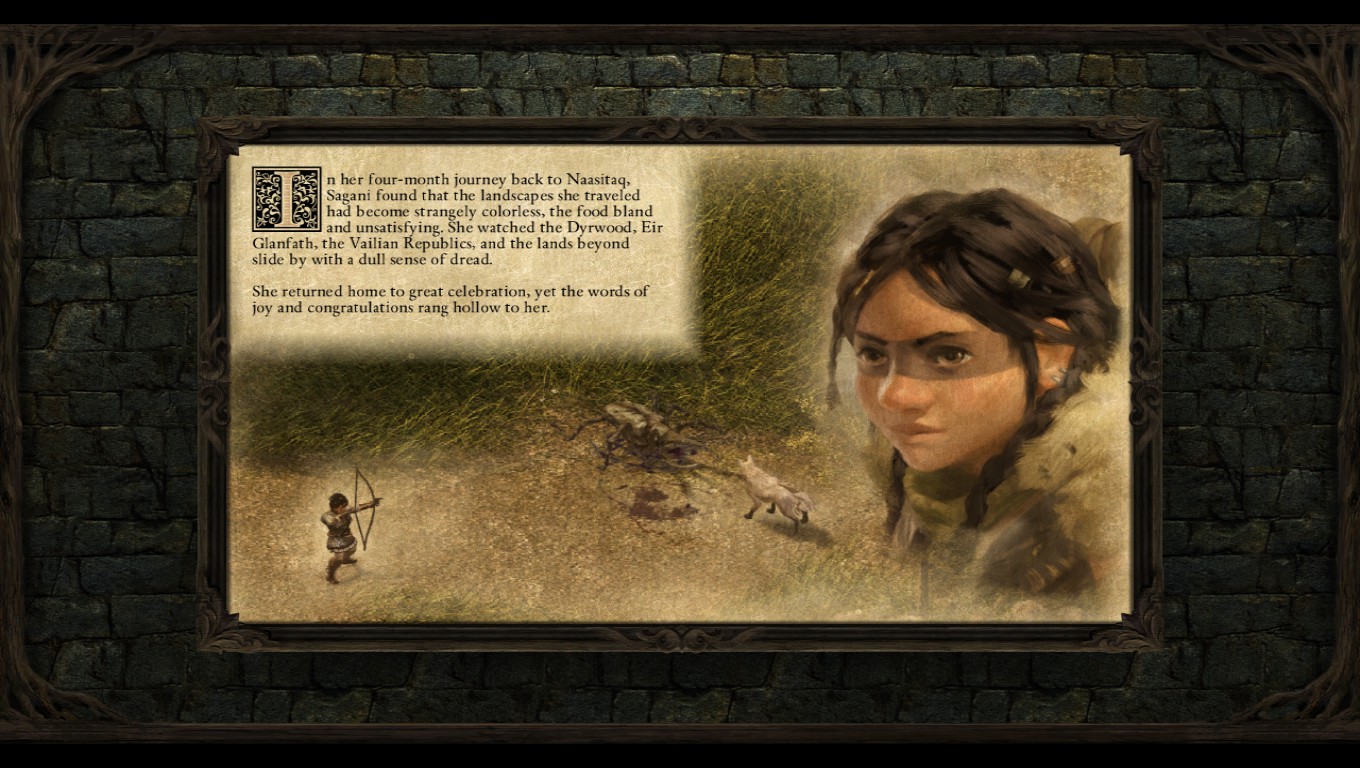 In her four-month journey back to Naasitaq,
Sagani found that the landscapes she traveled
had become strangely colorless, the food bland
and unsatisfying. She watched the Dyrwood, Eir
Glanfath, the Vailian Republics, and the lands beyond
slide by with a dull sense of dread.
She returned home to great celebration, yet the words of
joy and congratulations rang hollow to her.